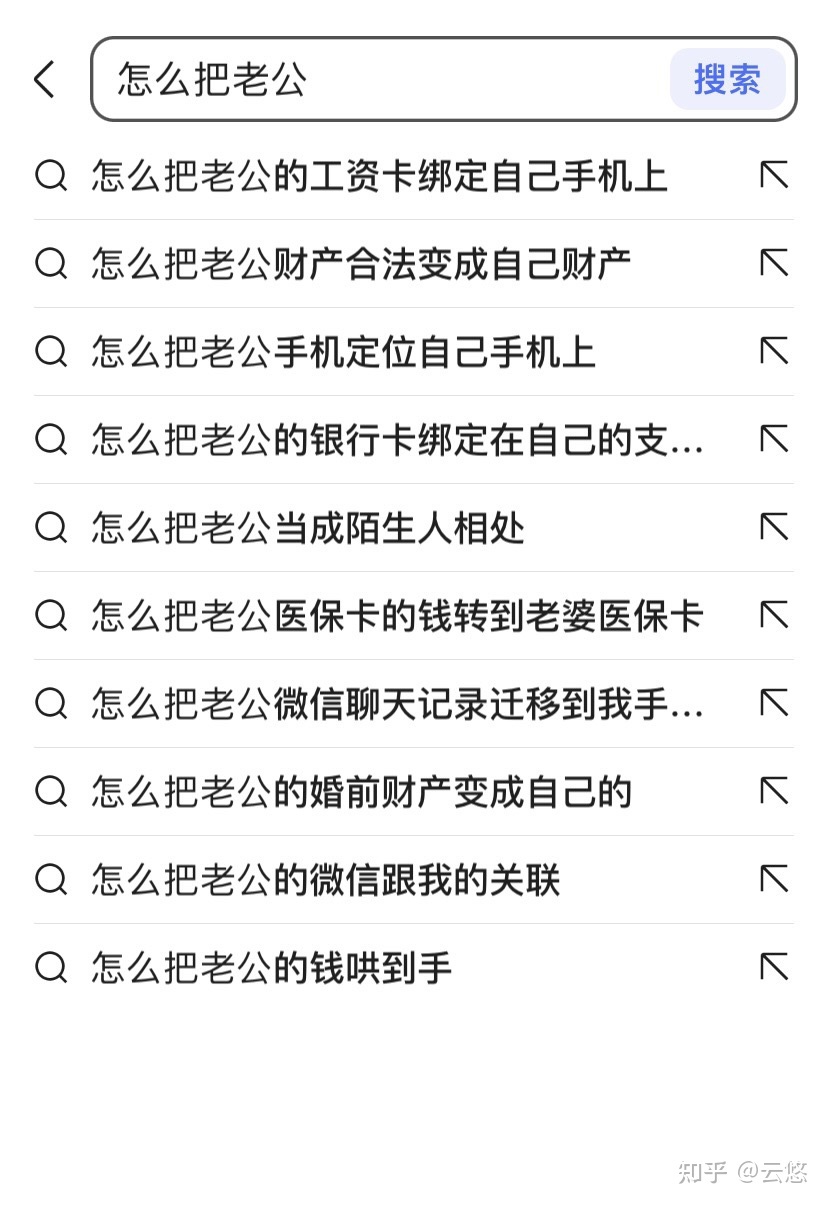 怎么把老公 搜索
怎么把老公的工资卡绑定自己手机上
怎么把老公财产合法变成自己财产
怎么把老公手机定位自己手机上
怎么把老公的银行卡绑定在自己的支...
怎么把老公当成陌生人相处
怎么把老公医保卡的钱转到老婆医保卡
怎么把老公微信聊天记录迁移到我手...
怎么把老公的婚前财产变成自己的
怎么把老公的微信跟我的关联
怎么把老公的钱哄到手
知乎 @云悠